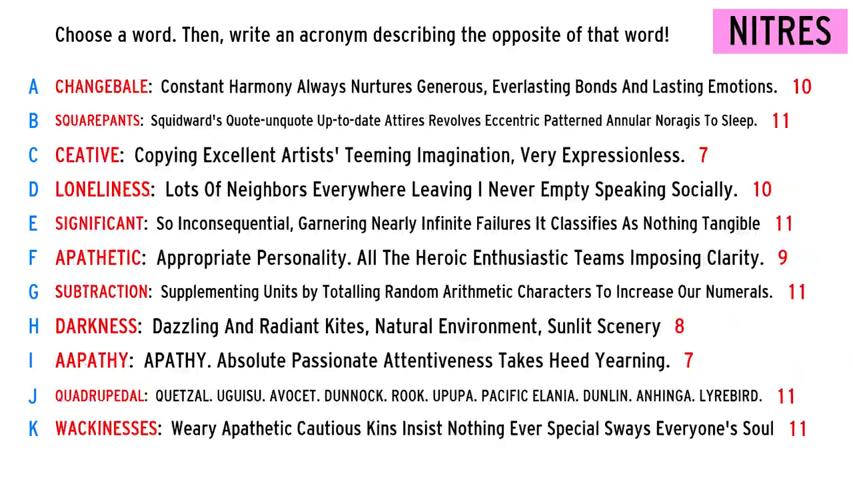 Choose a word. Then, write an acronym describing the opposite of that word!
NITRES
A CHANGEBALE: Constant Harmony Always Nurtures Generous, Everlasting Bonds And Lasting Emotions. 10
B SQUAREPANTS: Squidward's Quote-unquote Up-to-date Attires Revolves Eccentric Patterned Annular Noragis To Sleep. 11
C CEATIVE: Copying Excellent Artists' Teeming Imagination, Very Expressionless. 7
D LONELINESS: Lots Of Neighbors Everywhere Leaving I Never Empty Speaking Socially. 10
E SIGNIFICANT: So Inconsequential, Garnering Nearly Infinite Failures It Classifies As Nothing Tangible 11
F APATHETIC: Appropriate Personality. All The Heroic Enthusiastic Teams Imposing Clarity. 9
G SUBTRACTION: Supplementing Units by Totalling Random Arithmetic Characters To Increase Our Numerals. 11
H DARKNESS: Dazzling And Radiant Kites, Natural Environment, Sunlit Scenery 8
I AAPATHY: APATHY. Absolute Passionate Attentiveness Takes Heed Yearning. 7
J QUADRUPEDAL: QUETZAL. UGUISU. AVOCET. DUNNOCK. ROOK. UPUPA. PACIFIC ELANIA. DUNLIN. ANHINGA. LYREBIRD. 11
K WACKINESSES: Weary Apathetic Cautious Kins Insist Nothing Ever Special Sways Everyone's Soul 11